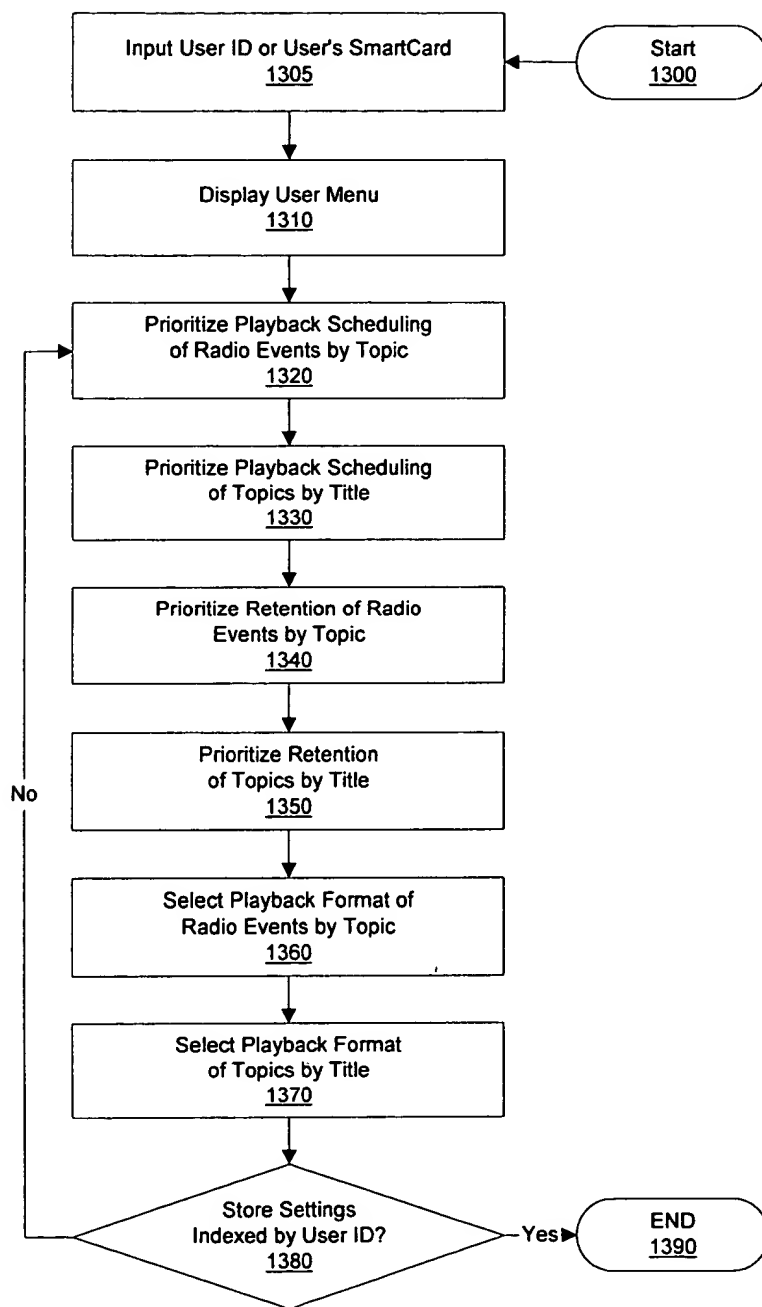 Start
1300
Input User ID or User's SmartCard
1305
Display User Menu
1310
Prioritize Playback Scheduling
of Radio Events by Topic
1320
Prioritize Playback Scheduling
of Topics by Title
1330
Prioritize Retention of Radio
Events by Topic
1340
Prioritize Retention
of Topics by Title
1350
No
Select Playback Format of
Radio Events by Topic
1360
Select Playback Format
of Topics by Title
1370
Store Settings
Indexed by User ID?
1380
Yes
END
1390